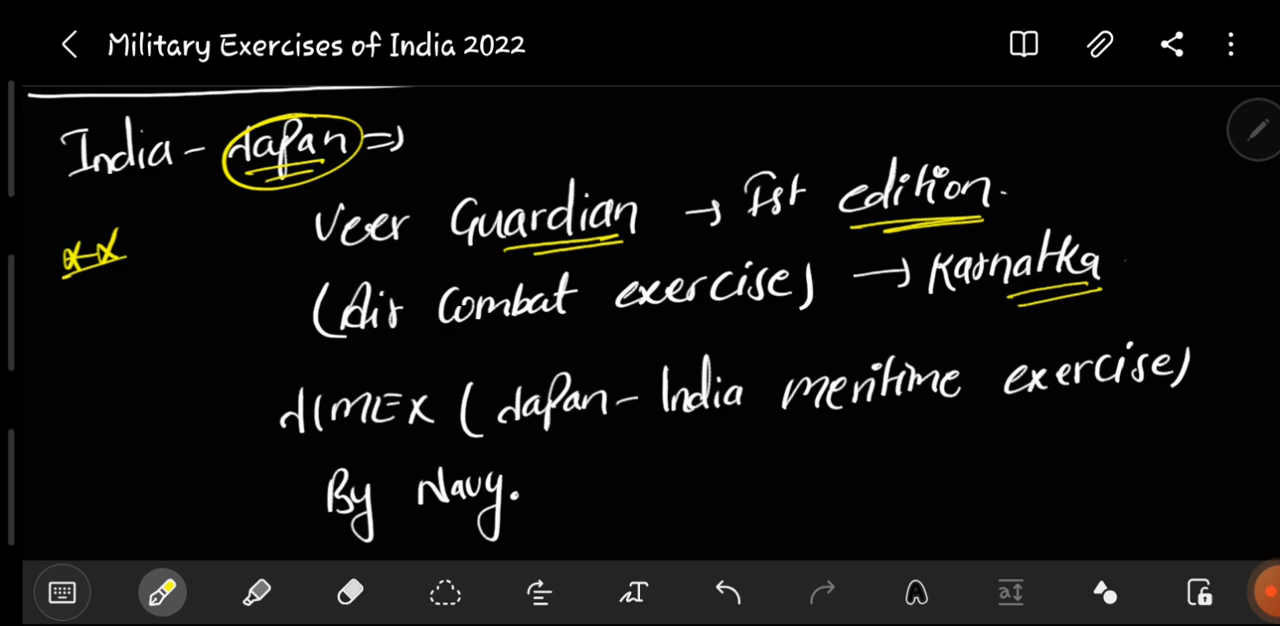 Military Exercises of India 2022
India - Japan ⇒
Veer Guardian → Ist edition.
(Air Combat exercise) → Karnatka
JIMEX (Japan - India meritime exercise)
By Navy.